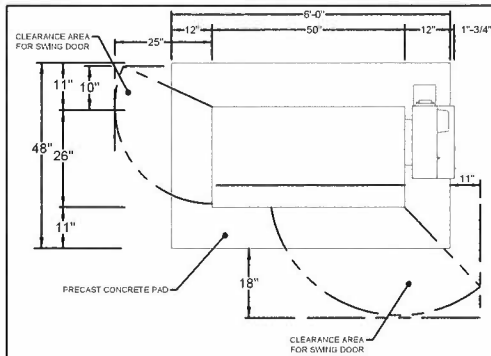 6'-0"
12" 50" 12" 1"-3/4"
CLEARANCE AREA
FOR SWING DOOR
25"
11"
10"
48"
26"
11"
11"
18"
PRECAST CONCRETE PAD
CLEARANCE AREA
FOR SWING DOOR